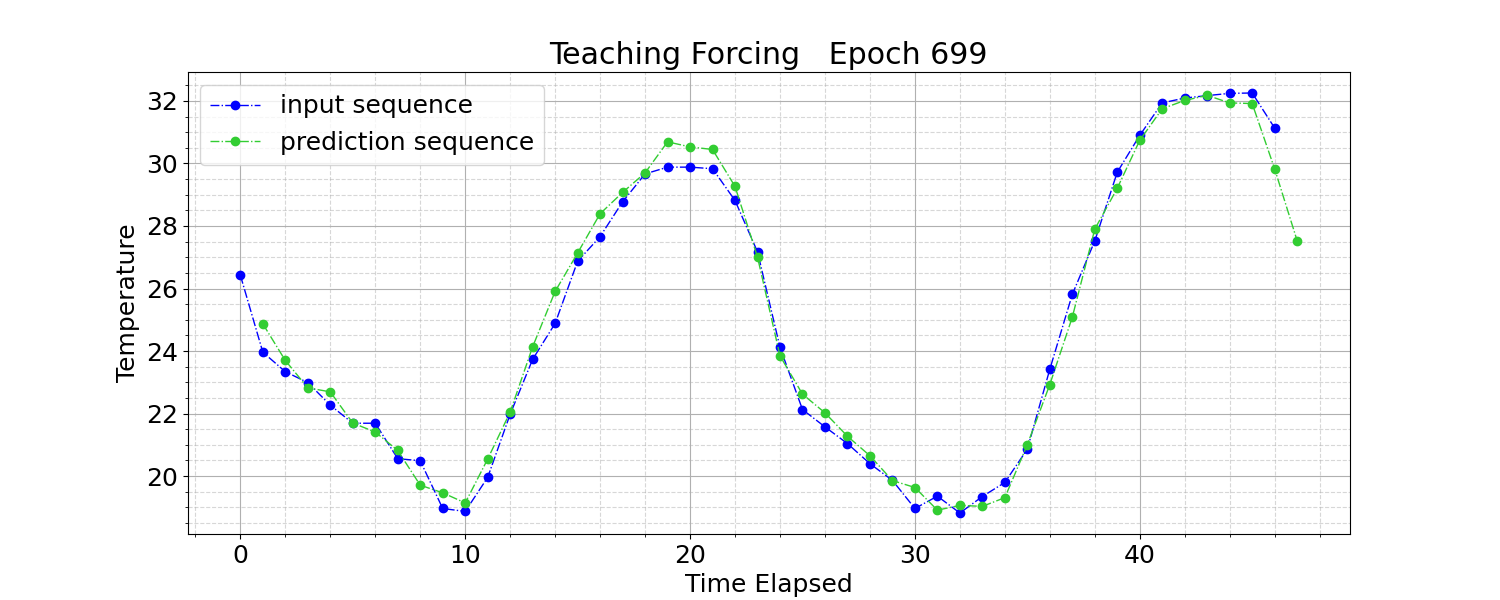 Teaching Forcing   Epoch 699
input sequence
prediction sequence
Temperature
32
30
28
26
24
22
20
0 10 20 30 40
Time Elapsed